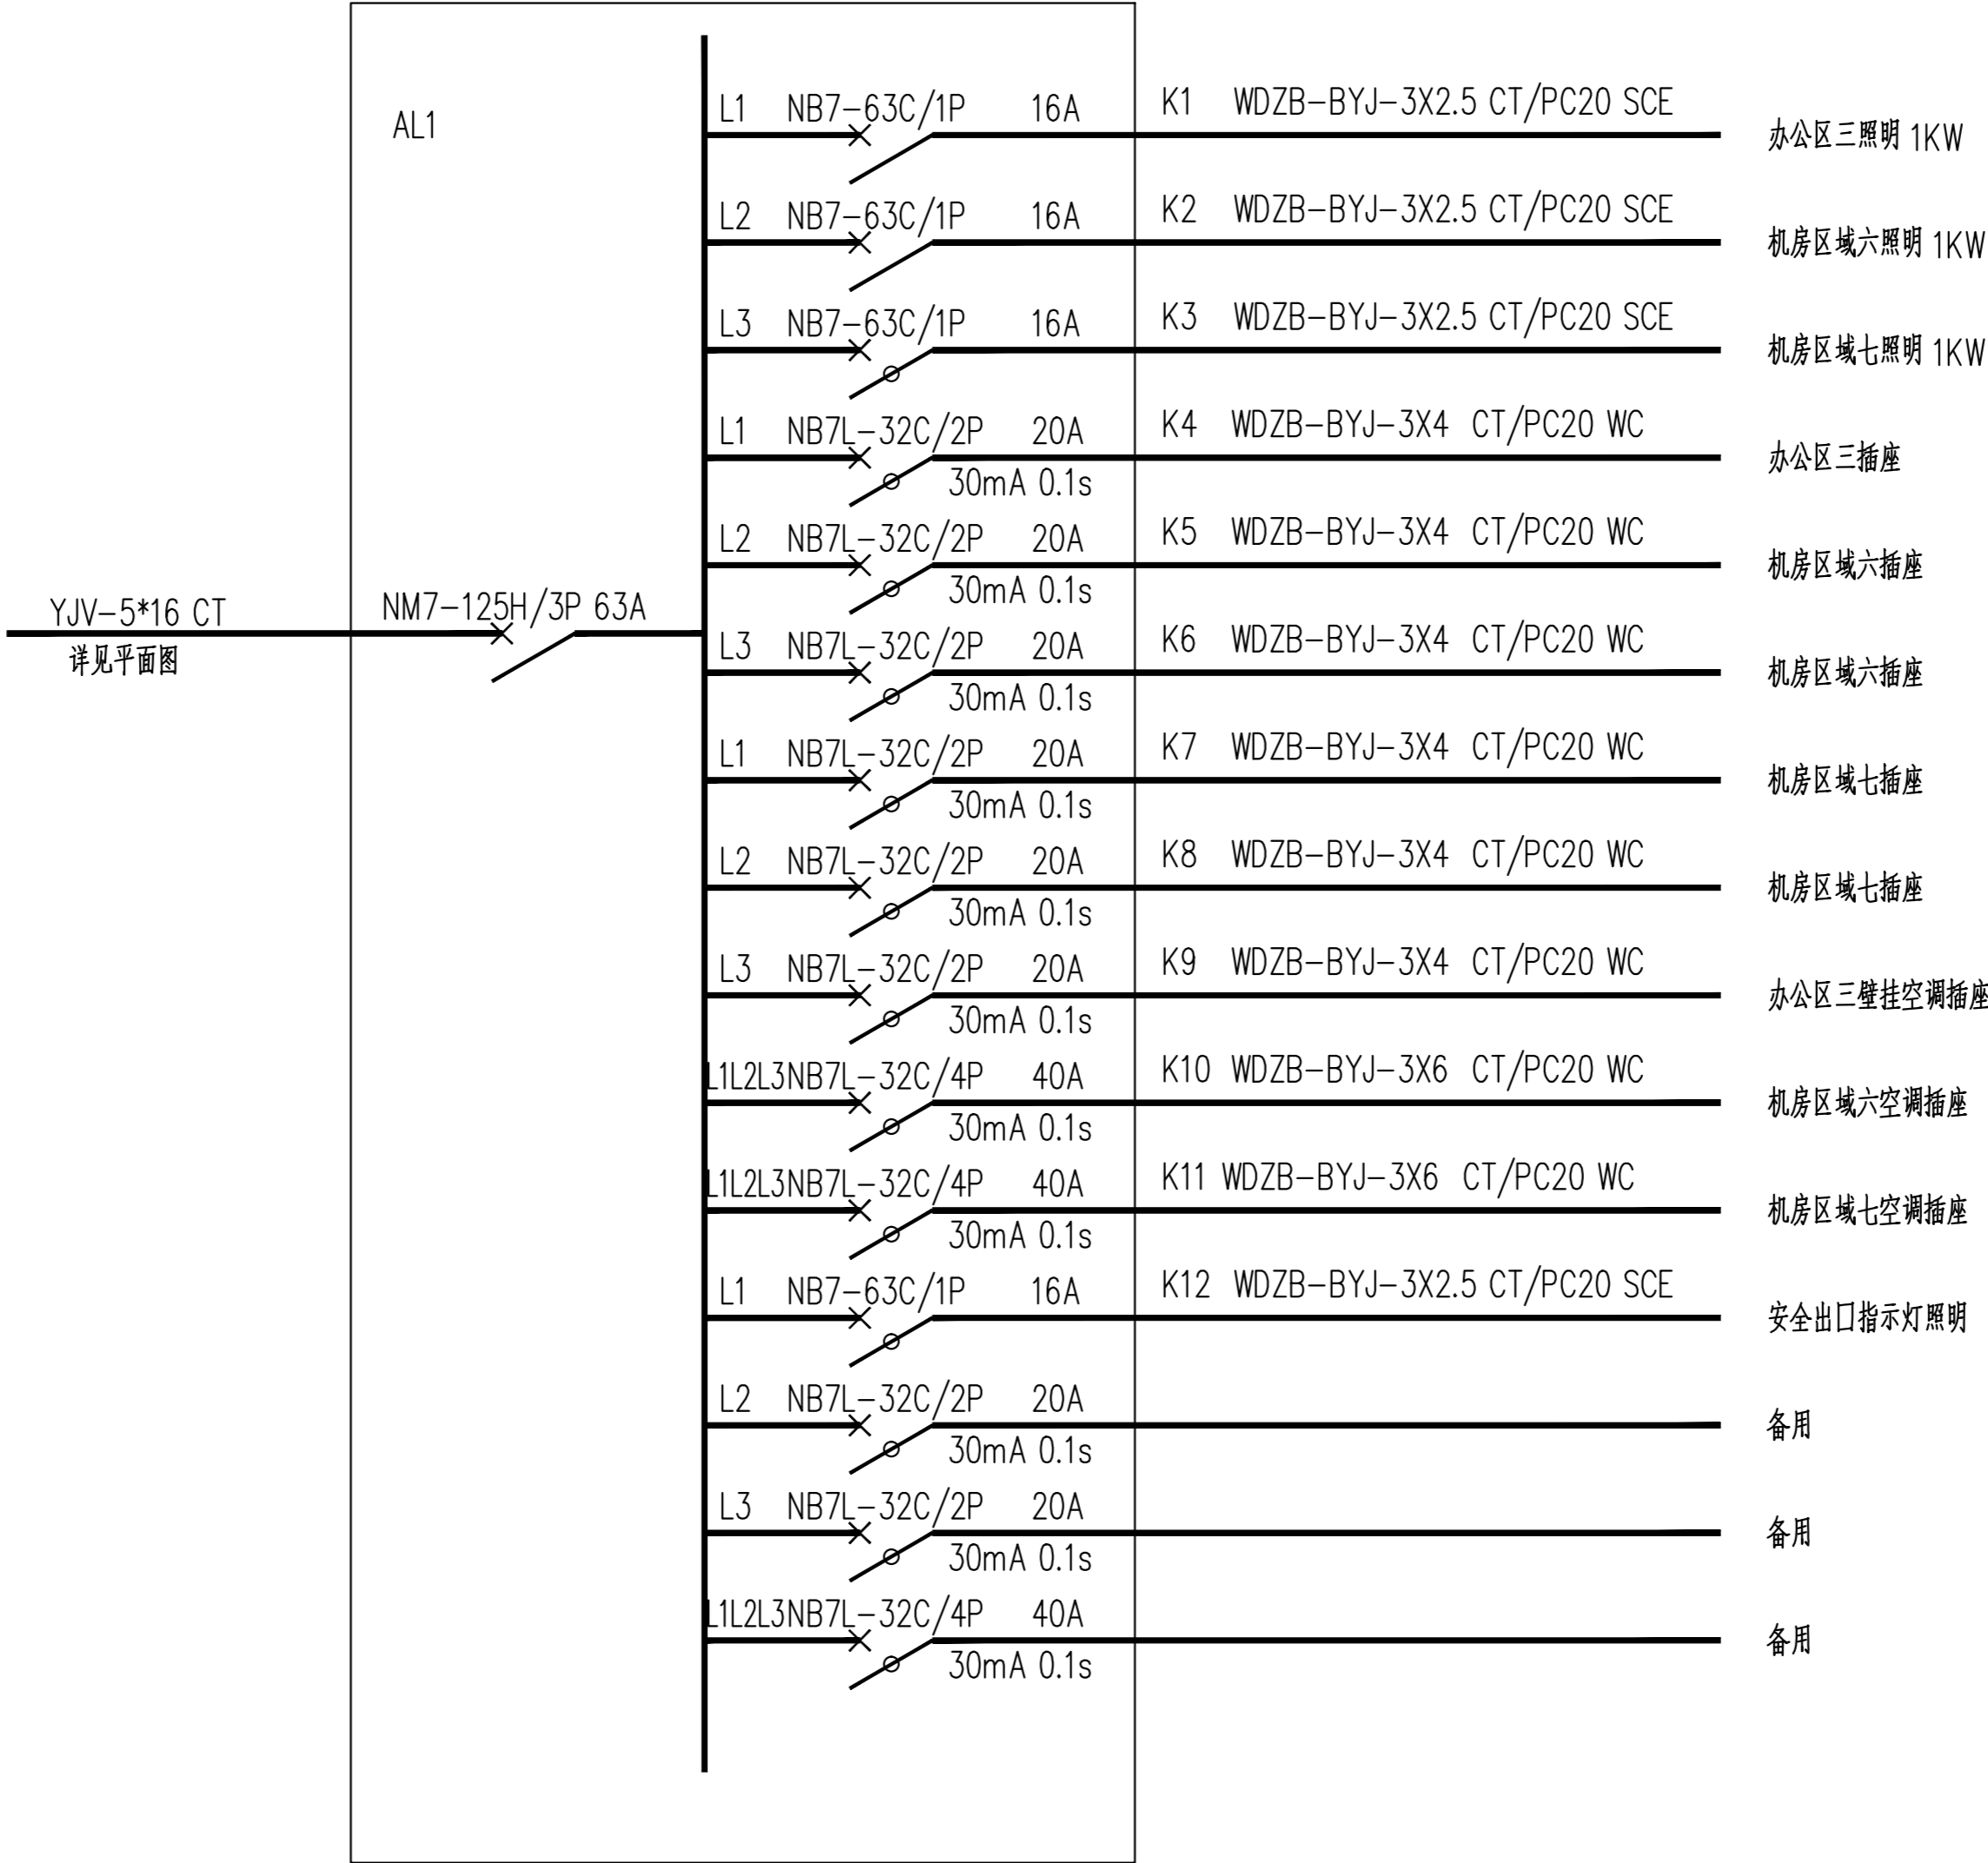 AL1
YJV-5*16 CT
详见平面图
NM7-125H/3P 63A
L1 NB7-63C/1P 16A K1 WDZB-BYJ-3X2.5 CT/PC20 SCE 办公区三照明 1KW
L2 NB7-63C/1P 16A K2 WDZB-BYJ-3X2.5 CT/PC20 SCE 机房区域六照明 1KW
L3 NB7-63C/1P 16A K3 WDZB-BYJ-3X2.5 CT/PC20 SCE 机房区域七照明 1KW
L1 NB7L-32C/2P 20A K4 WDZB-BYJ-3X4 CT/PC20 WC 办公区三插座
30mA 0.1s
L2 NB7L-32C/2P 20A K5 WDZB-BYJ-3X4 CT/PC20 WC 机房区域六插座
30mA 0.1s
L3 NB7L-32C/2P 20A K6 WDZB-BYJ-3X4 CT/PC20 WC 机房区域六插座
30mA 0.1s
L1 NB7L-32C/2P 20A K7 WDZB-BYJ-3X4 CT/PC20 WC 机房区域七插座
30mA 0.1s
L2 NB7L-32C/2P 20A K8 WDZB-BYJ-3X4 CT/PC20 WC 机房区域七插座
30mA 0.1s
L3 NB7L-32C/2P 20A K9 WDZB-BYJ-3X4 CT/PC20 WC 办公区三壁挂空调插座
30mA 0.1s
L1L2L3NB7L-32C/4P 40A K10 WDZB-BYJ-3X6 CT/PC20 WC 机房区域六空调插座
30mA 0.1s
L1L2L3NB7L-32C/4P 40A K11 WDZB-BYJ-3X6 CT/PC20 WC 机房区域七空调插座
30mA 0.1s
L1 NB7-63C/1P 16A K12 WDZB-BYJ-3X2.5 CT/PC20 SCE 安全出口指示灯照明
L2 NB7L-32C/2P 20A 备用
30mA 0.1s
L3 NB7L-32C/2P 20A 备用
30mA 0.1s
L1L2L3NB7L-32C/4P 40A 备用
30mA 0.1s